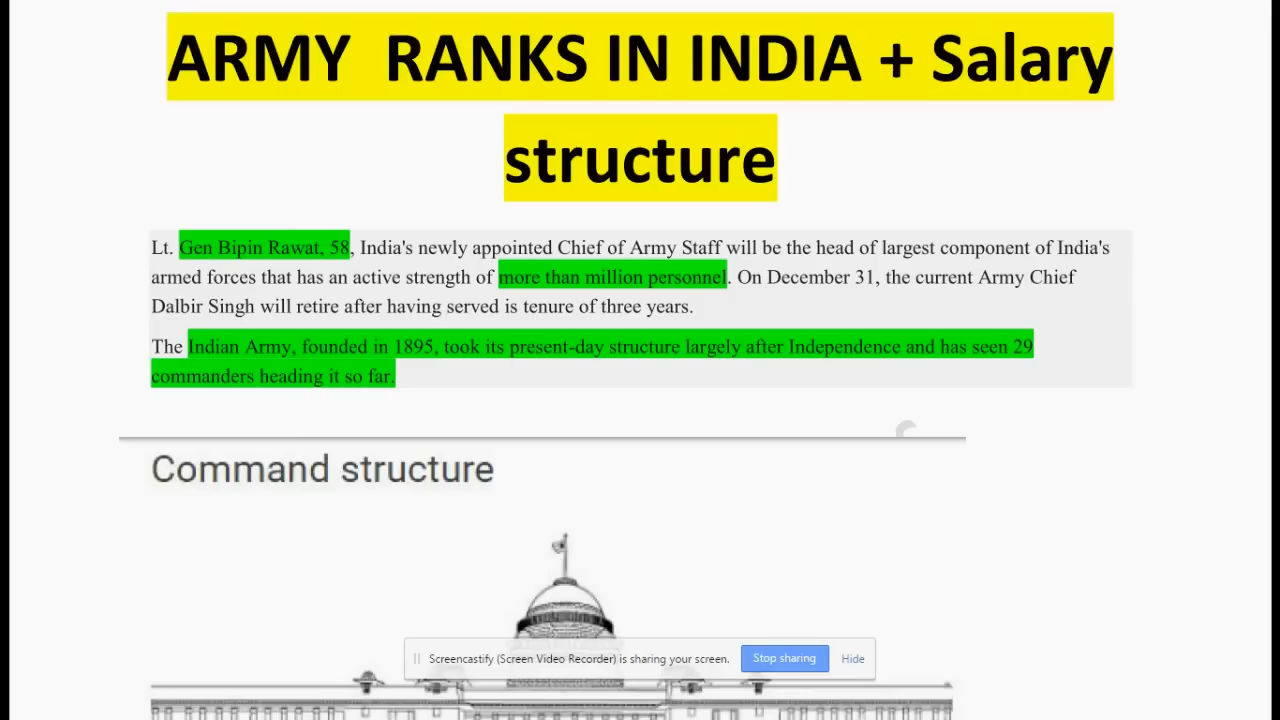 ARMY RANKS IN INDIA + Salary
structure
Lt. Gen Bipin Rawat, 58, India's newly appointed Chief of Army Staff will be the head of largest component of India's
armed forces that has an active strength of more than million personnel. On December 31, the current Army Chief
Dalbir Singh will retire after having served is tenure of three years.
The Indian Army, founded in 1895, took its present-day structure largely after Independence and has seen 29
commanders heading it so far.
Command structure
Screencastify (Screen Video Recorder) is sharing your screen. Stop sharing Hide